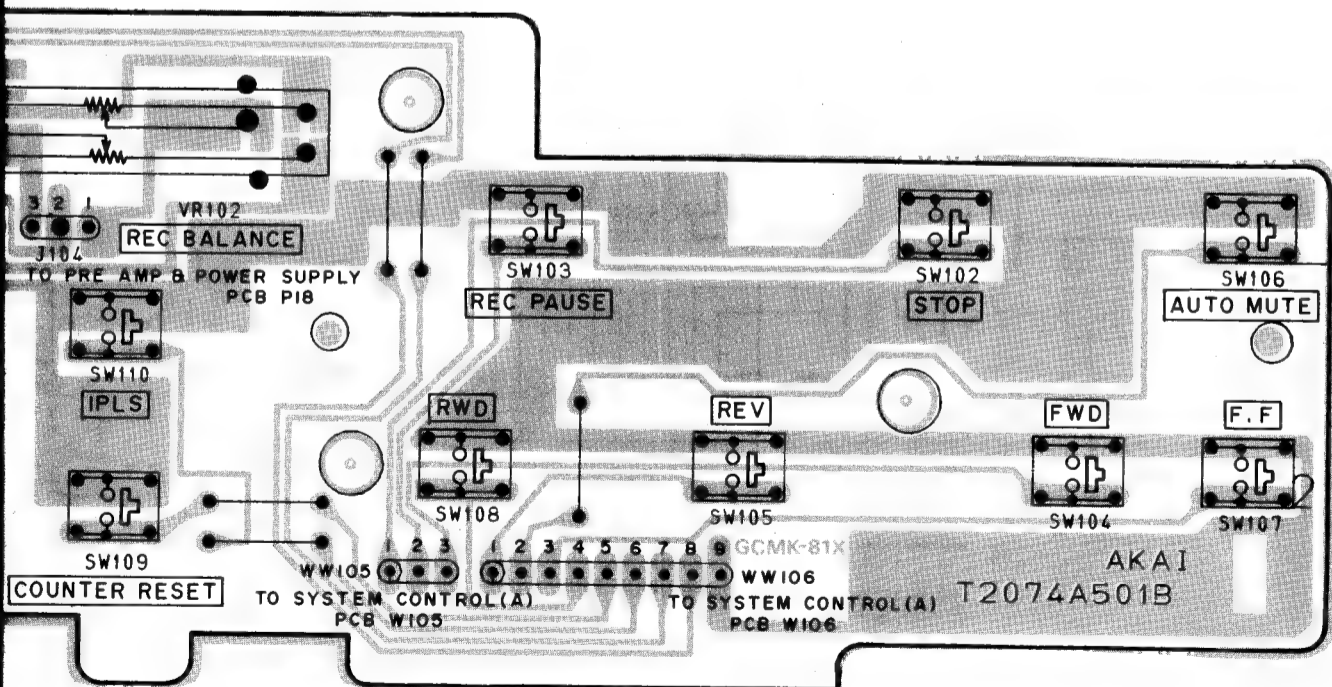 3 2 1
VR102
REC BALANCE
J104
TO PRE AMP & POWER SUPPLY
PCB P18
SW103
REC PAUSE
SW102
STOP
SW106
AUTO MUTE
SW110
IPLS
RWD
REV
FWD
F.F
SW108
SW105
SW104
SW107
SW109
COUNTER RESET
1 2 3
WW105
TO SYSTEM CONTROL(A)
PCB W105
1 2 3 4 5 6 7 8 9
GCMK-81X
WW106
TO SYSTEM CONTROL(A)
PCB W106
AKAI
T2074A501B
2